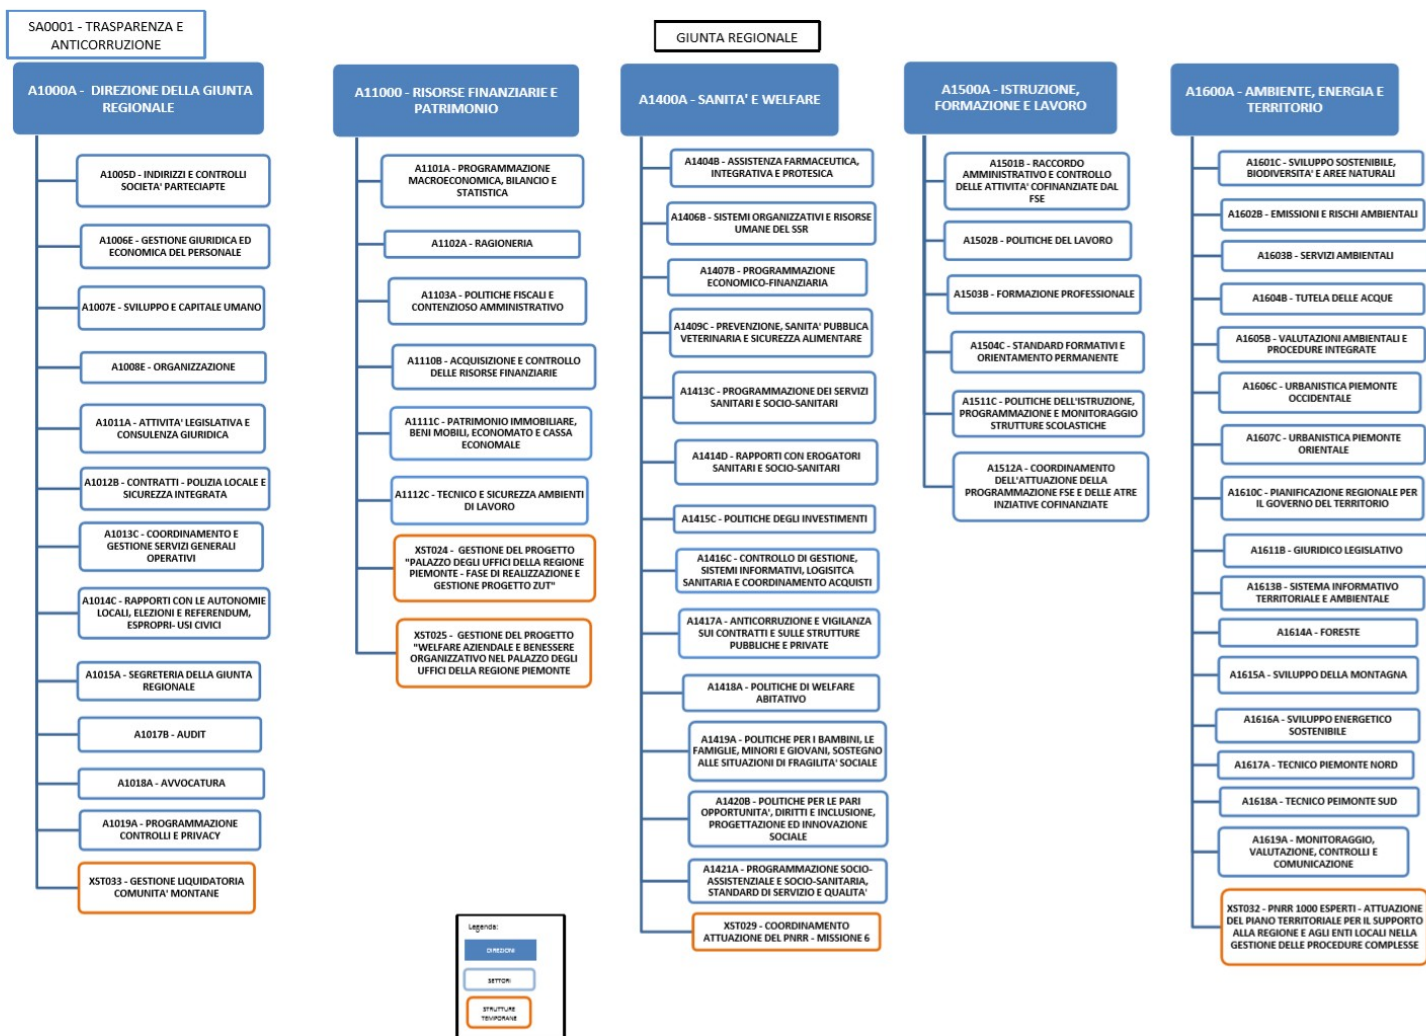 SA0001 - TRASPARENZA E
ANTICORRUZIONE
GIUNTA REGIONALE
A1000A - DIREZIONE DELLA GIUNTA
REGIONALE
A1005D - INDIRIZZI E CONTROLLI
SOCIETA' PARTECIAPTE
A1006E - GESTIONE GIURIDICA ED
ECONOMICA DEL PERSONALE
A1007E - SVILUPPO E CAPITALE UMANO
A1008E - ORGANIZZAZIONE
A1011A - ATTIVITA' LEGISLATIVA E
CONSULENZA GIURIDICA
A1012B - CONTRATTI - POLIZIA LOCALE E
SICUREZZA INTEGRATA
A1013C - COORDINAMENTO E
GESTIONE SERVIZI GENERALI
OPERATIVI
A1014C - RAPPORTI CON LE AUTONOMIE
LOCALI, ELEZIONI E REFERENDUM,
ESPROPRI- USI CIVICI
A1015A - SEGRETERIA DELLA GIUNTA
REGIONALE
A1017B - AUDIT
A1018A - AVVOCATURA
A1019A - PROGRAMMAZIONE
CONTROLLI E PRIVACY
XST033 - GESTIONE LIQUIDATORIA
COMUNITA' MONTANE
A11000 - RISORSE FINANZIARIE E
PATRIMONIO
A1101A - PROGRAMMAZIONE
MACROECONOMICA, BILANCIO E
STATISTICA
A1102A - RAGIONERIA
A1103A - POLITICHE FISCALI E
CONTENZIOSO AMMINISTRATIVO
A1110B - ACQUISIZIONE E CONTROLLO
DELLE RISORSE FINANZIARIE
A1111C - PATRIMONIO IMMOBILIARE,
BENI MOBILI, ECONOMATO E CASSA
ECONOMALE
A1112C - TECNICO E SICUREZZA AMBIENTI
DI LAVORO
XST024 - GESTIONE DEL PROGETTO
"PALAZZO DEGLI UFFICI DELLA REGIONE
PIEMONTE - FASE DI REALIZZAZIONE E
GESTIONE PROGETTO ZUT"
XST025 - GESTIONE DEL PROGETTO
"WELFARE AZIENDALE E BENESSERE
ORGANIZZATIVO NEL PALAZZO DEGLI
UFFICI DELLA REGIONE PIEMONTE
A1400A - SANITA' E WELFARE
A1404B - ASSISTENZA FARMACEUTICA,
INTEGRATIVA E PROTESICA
A1406B - SISTEMI ORGANIZZATIVI E RISORSE
UMANE DEL SSR
A1407B - PROGRAMMAZIONE
ECONOMICO-FINANZIARIA
A1409C - PREVENZIONE, SANITA' PUBBLICA
VETERINARIA E SICUREZZA ALIMENTARE
A1413C - PROGRAMMAZIONE DEI SERVIZI
SANITARI E SOCIO-SANITARI
A1414D - RAPPORTI CON EROGATORI
SANITARI E SOCIO-SANITARI
A1415C - POLITICHE DEGLI INVESTIMENTI
A1416C - CONTROLLO DI GESTIONE,
SISTEMI INFORMATIVI, LOGISITCA
SANITARIA E COORDINAMENTO ACQUISTI
A1417A - ANTICORRUZIONE E VIGILANZA
SUI CONTRATTI E SULLE STRUTTURE
PUBBLICHE E PRIVATE
A1418A - POLITICHE DI WELFARE
ABITATIVO
A1419A - POLITICHE PER I BAMBINI, LE
FAMIGLIE, MINORI E GIOVANI, SOSTEGNO
ALLE SITUAZIONI DI FRAGILITA' SOCIALE
A1420B - POLITICHE PER LE PARI
OPPORTUNITA', DIRITTI E INCLUSIONE,
PROGETTAZIONE ED INNOVAZIONE
SOCIALE
A1421A - PROGRAMMAZIONE SOCIO-
ASSISTENZIALE E SOCIO-SANITARIA,
STANDARD DI SERVIZIO E QUALITA'
XST029 - COORDINAMENTO
ATTUAZIONE DEL PNRR - MISSIONE 6
A1500A - ISTRUZIONE,
FORMAZIONE E LAVORO
A1501B - RACCORDO
AMMINISTRATIVO E CONTROLLO
DELLE ATTIVITA' COFINANZIATE DAL
FSE
A1502B - POLITICHE DEL LAVORO
A1503B - FORMAZIONE PROFESSIONALE
A1504C - STANDARD FORMATIVI E
ORIENTAMENTO PERMANENTE
A1511C - POLITICHE DELL'ISTRUZIONE,
PROGRAMMAZIONE E MONITORAGGIO
STRUTTURE SCOLASTICHE
A1512A - COORDINAMENTO
DELL'ATTUAZIONE DELLA
PROGRAMMAZIONE FSE E DELLE ATRE
INZIATIVE COFINANZIATE
A1600A - AMBIENTE, ENERGIA E
TERRITORIO
A1601C - SVILUPPO SOSTENIBILE,
BIODIVERSITA' E AREE NATURALI
A1602B - EMISSIONI E RISCHI AMBIENTALI
A1603B - SERVIZI AMBIENTALI
A1604B - TUTELA DELLE ACQUE
A1605B - VALUTAZIONI AMBIENTALI E
PROCEDURE INTEGRATE
A1606C - URBANISTICA PIEMONTE
OCCIDENTALE
A1607C - URBANISTICA PIEMONTE
ORIENTALE
A1610C - PIANIFICAZIONE REGIONALE PER
IL GOVERNO DEL TERRITORIO
A1611B - GIURIDICO LEGISLATIVO
A1613B - SISTEMA INFORMATIVO
TERRITORIALE E AMBIENTALE
A1614A - FORESTE
A1615A - SVILUPPO DELLA MONTAGNA
A1616A - SVILUPPO ENERGETICO
SOSTENIBILE
A1617A - TECNICO PIEMONTE NORD
A1618A - TECNICO PEIMONTE SUD
A1619A - MONITORAGGIO,
VALUTAZIONE, CONTROLLI E
COMUNICAZIONE
XST032 - PNRR 1000 ESPERTI - ATTUAZIONE
DEL PIANO TERRITORIALE PER IL SUPPORTO
ALLA REGIONE E AGLI ENTI LOCALI NELLA
GESTIONE DELLE PROCEDURE COMPLESSE
Legenda:
DIREZIONI
SETTORI
STRUTTURE
TEMPORANE